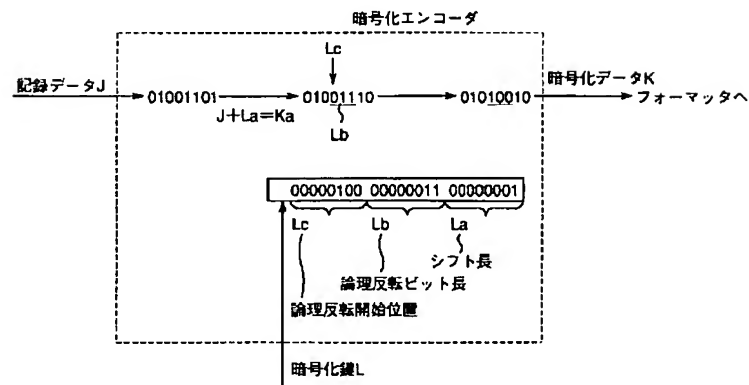 暗号化エンコーダ
Lc
記録データJ
01001101
J+La=Ka
01001110
Lb
01010010
暗号化データK
フォーマッタへ
00000100 00000011 00000001
Lc
Lb
La
シフト長
論理反転ビット長
論理反転開始位置
暗号化鍵L